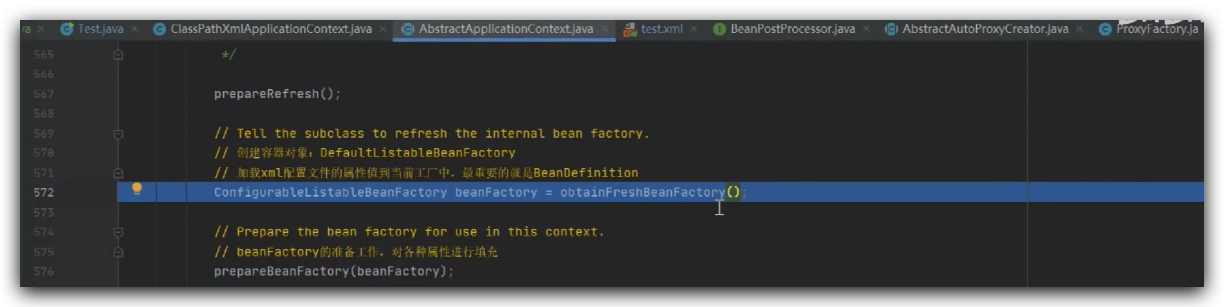 a Test.java ClassPathXmlApplicationContext.java AbstractApplicationContext.java test.xml BeanPostProcessor.java AbstractAutoProxyCreator.java ProxyFactory.ja
565 */
566
567 prepareRefresh();
568
569 // Tell the subclass to refresh the internal bean factory.
570 // 创建容器对象：DefaultListableBeanFactory
571 // 加载xml配置文件的属性值到当前工厂中，最重要的就是BeanDefinition
572 ConfigurableListableBeanFactory beanFactory = obtainFreshBeanFactory();
573
574 // Prepare the bean factory for use in this context.
575 // beanFactory的准备工作，对各种属性进行填充
576 prepareBeanFactory(beanFactory);